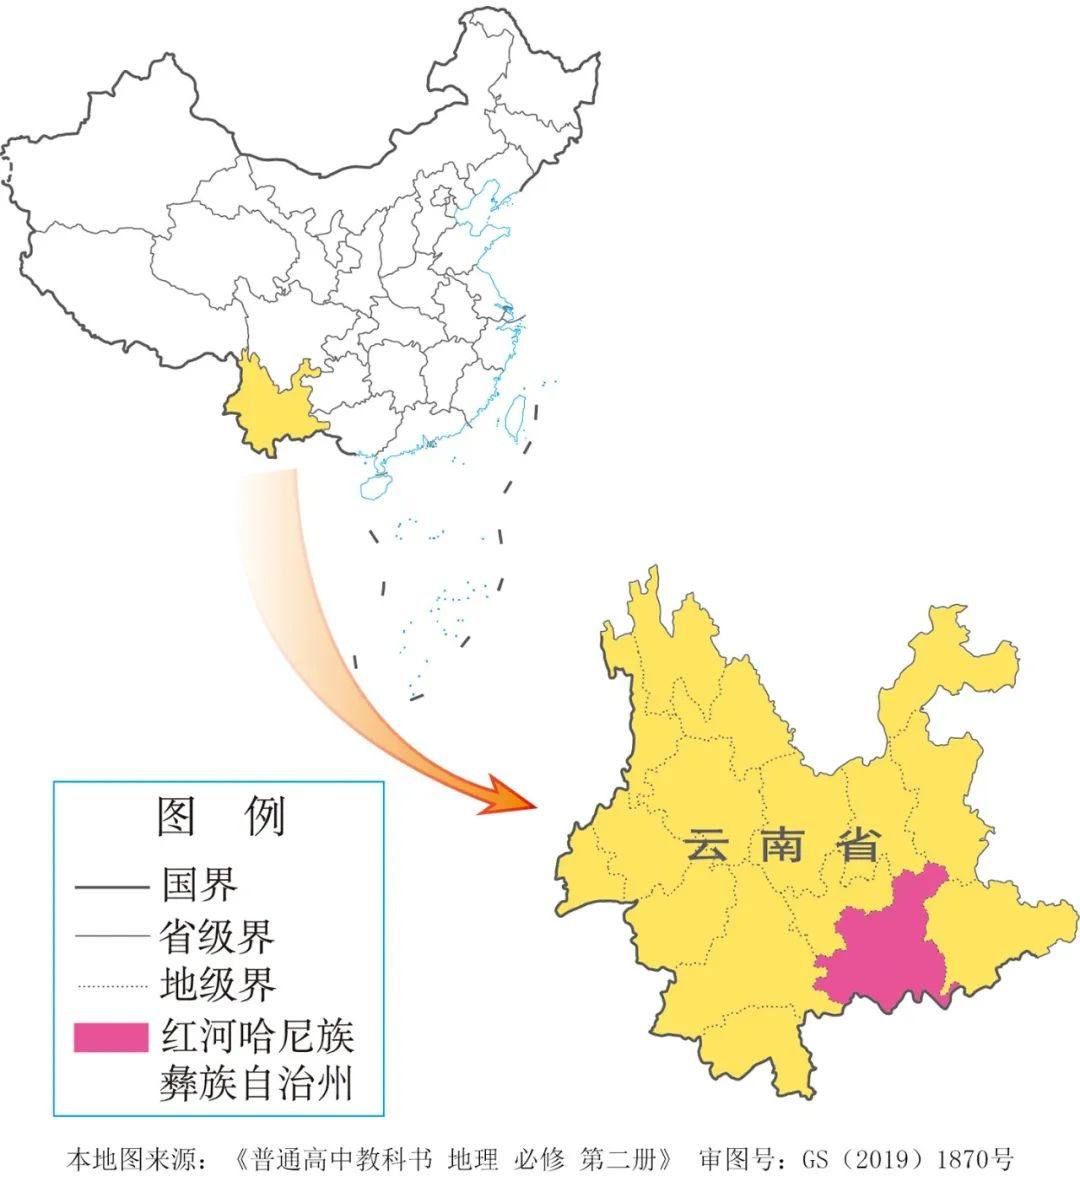 云南省
图 例
国界
省级界
地级界
红河哈尼族
彝族自治州
本地图来源：《普通高中教科书 地理 必修 第二册》 审图号：GS（2019）1870号